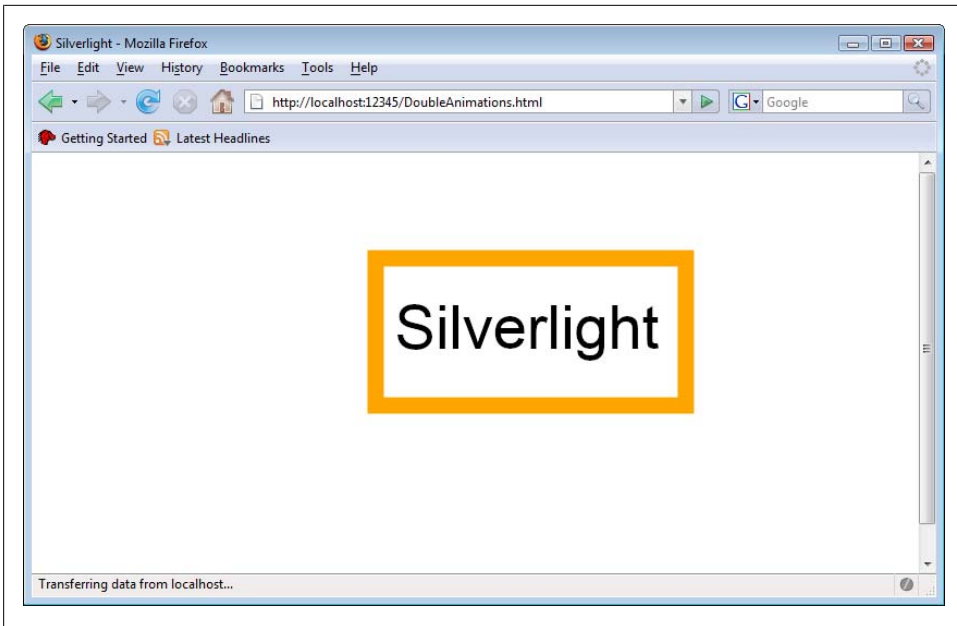 Silverlight - Mozilla Firefox
File Edit View History Bookmarks Tools Help
http://localhost:12345/DoubleAnimations.html G Google
Getting Started Latest Headlines
Silverlight
Transferring data from localhost...